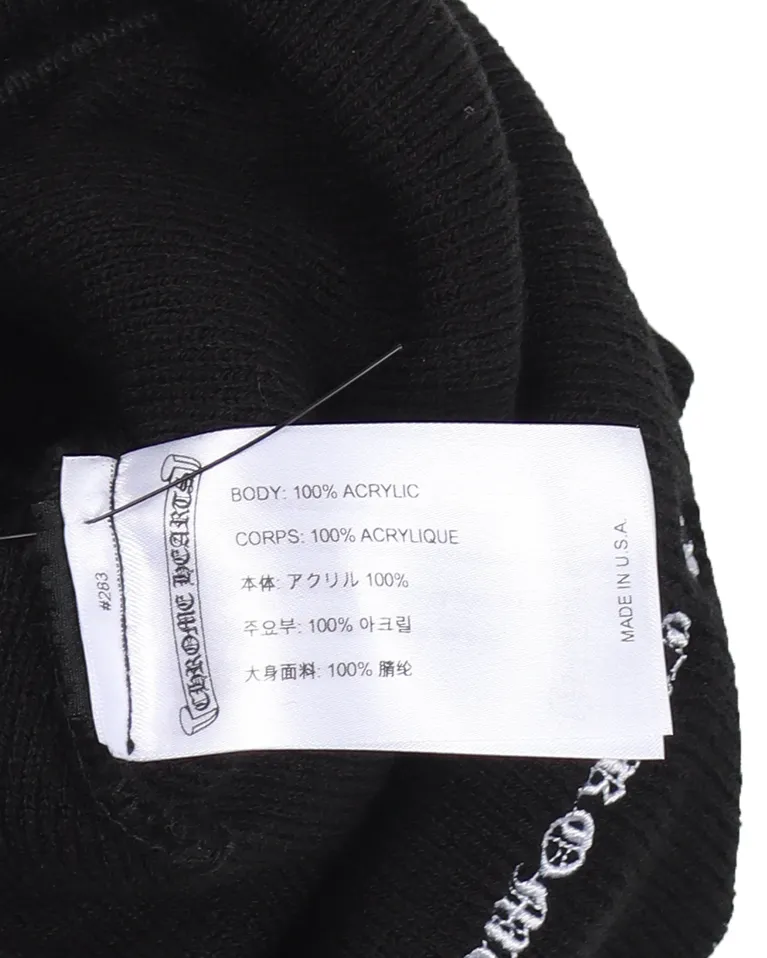 #283
CHROME HEARTS
BODY: 100% ACRYLIC
CORPS: 100% ACRYLIQUE
本体: アクリル 100%
주요부: 100% 아크릴
大身面料: 100% 腈纶
MADE IN U.S.A.